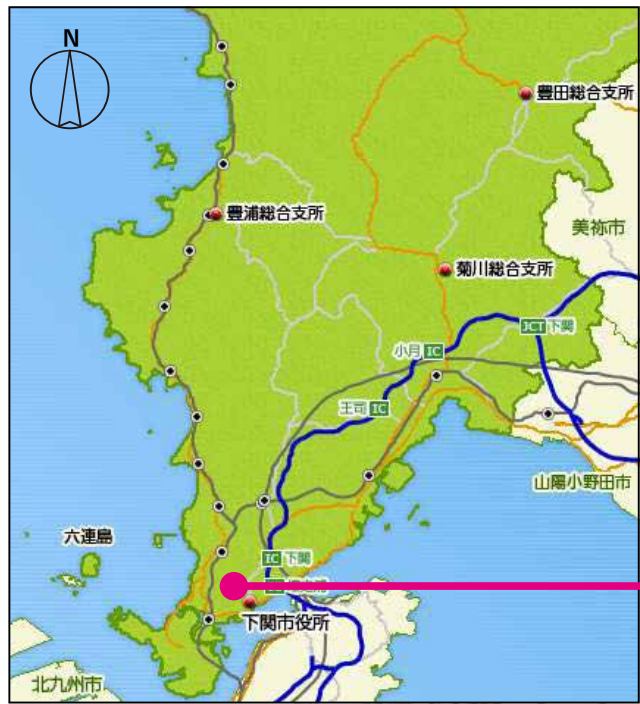 N
豊田総合支所
豊浦総合支所
美祢市
菊川総合支所
JCT 下関
小月 IC
王司 IC
山陽小野田市
六連島
IC 下関
下関市役所
北九州市